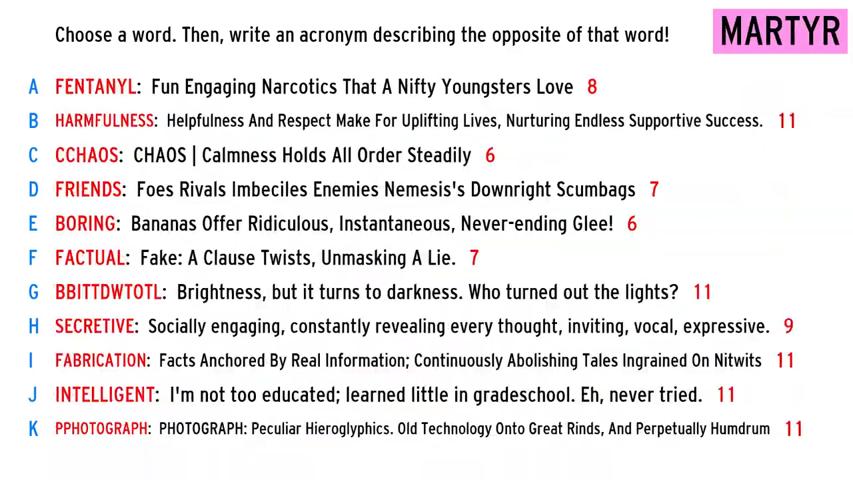 Choose a word. Then, write an acronym describing the opposite of that word!
MARTYR
A FENTANYL: Fun Engaging Narcotics That A Nifty Youngsters Love 8
B HARMFULNESS: Helpfulness And Respect Make For Uplifting Lives, Nurturing Endless Supportive Success. 11
C CCHAOS: CHAOS | Calmness Holds All Order Steadily 6
D FRIENDS: Foes Rivals Imbeciles Enemies Nemesis's Downright Scumbags 7
E BORING: Bananas Offer Ridiculous, Instantaneous, Never-ending Glee! 6
F FACTUAL: Fake: A Clause Twists, Unmasking A Lie. 7
G BBITTDWTOTL: Brightness, but it turns to darkness. Who turned out the lights? 11
H SECRETIVE: Socially engaging, constantly revealing every thought, inviting, vocal, expressive. 9
I FABRICATION: Facts Anchored By Real Information; Continuously Abolishing Tales Ingrained On Nitwits 11
J INTELLIGENT: I'm not too educated; learned little in gradeschool. Eh, never tried. 11
K PPHOTOGRAPH: PHOTOGRAPH: Peculiar Hieroglyphics. Old Technology Onto Great Rinds, And Perpetually Humdrum 11